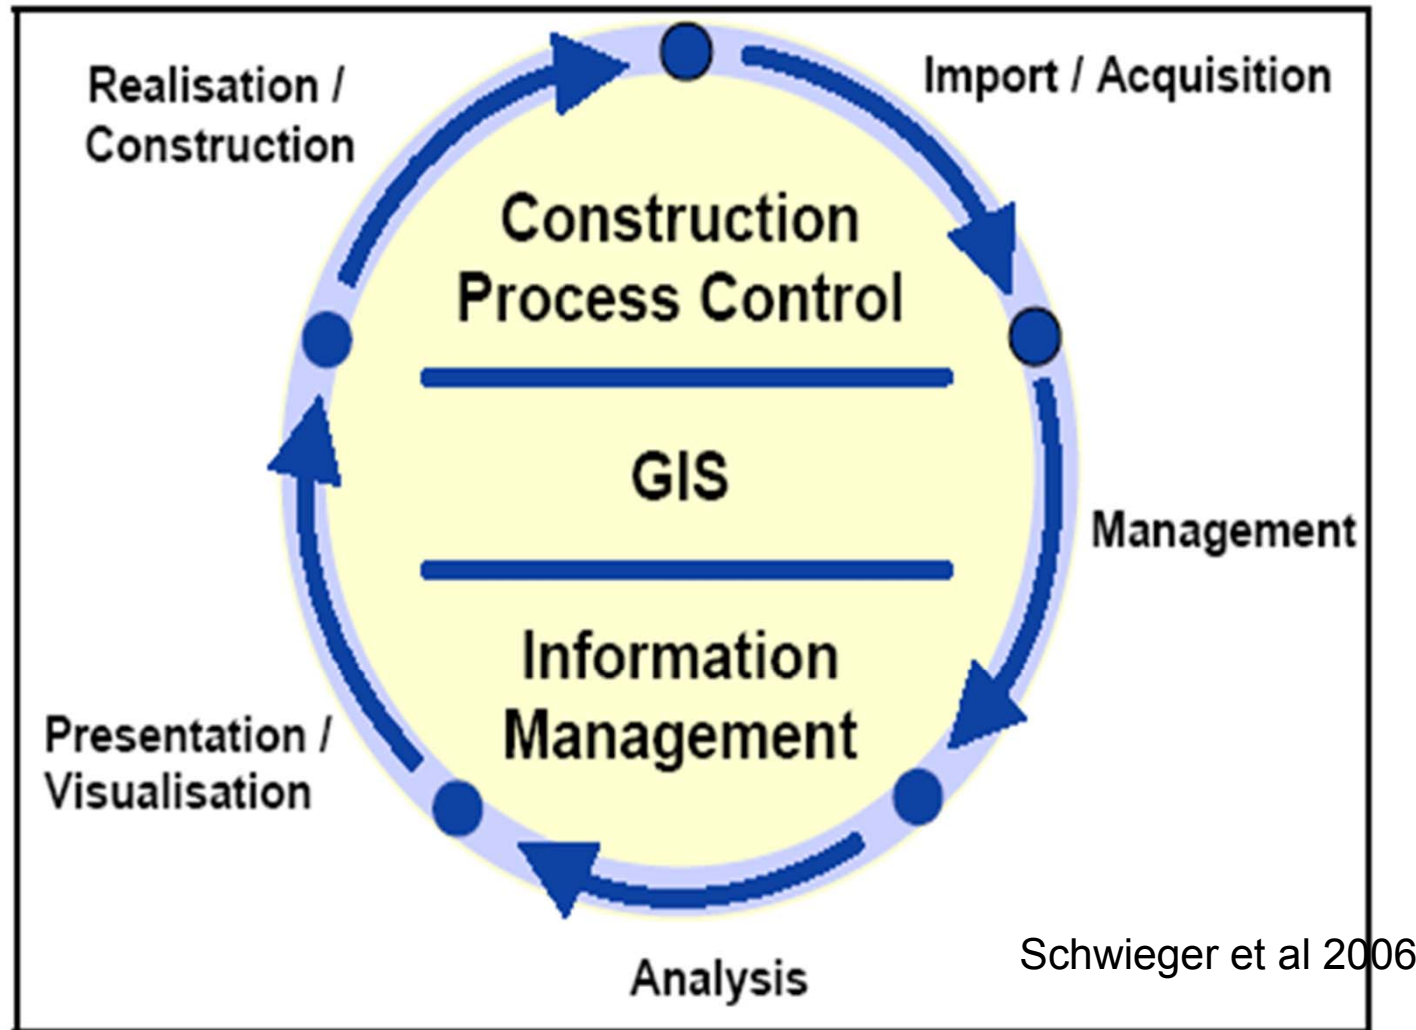 Realisation /
Construction
Import / Acquisition
Construction
Process Control
GIS
Management
Information
Management
Presentation /
Visualisation
Analysis
Schwieger et al 2006